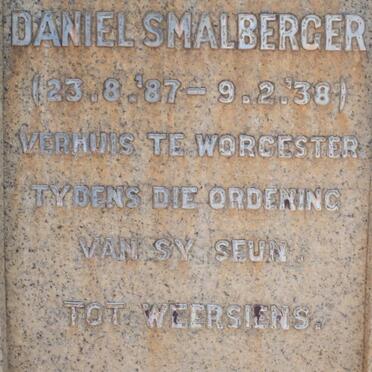 DANIEL SMALBERGER
(23.8.'87 – 9.2.'38)
VERHUIS TE WORCESTER
TYDENS DIE ORDENING
VAN SY SEUN.
TOT WEERSIENS.